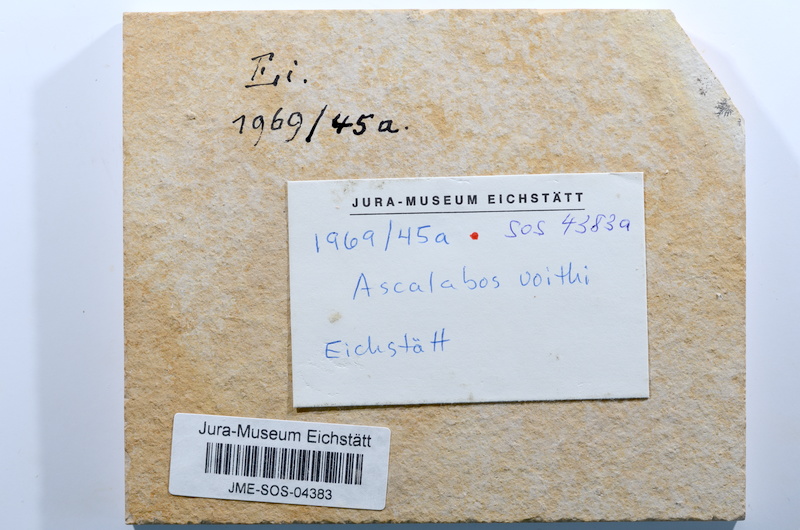 Ei.
1969/45a.
JURA-MUSEUM EICHSTÄTT
1969/45a • SOS 4383a
Ascalabos voithi
Eichstätt
Jura-Museum Eichstätt
JME-SOS-04383